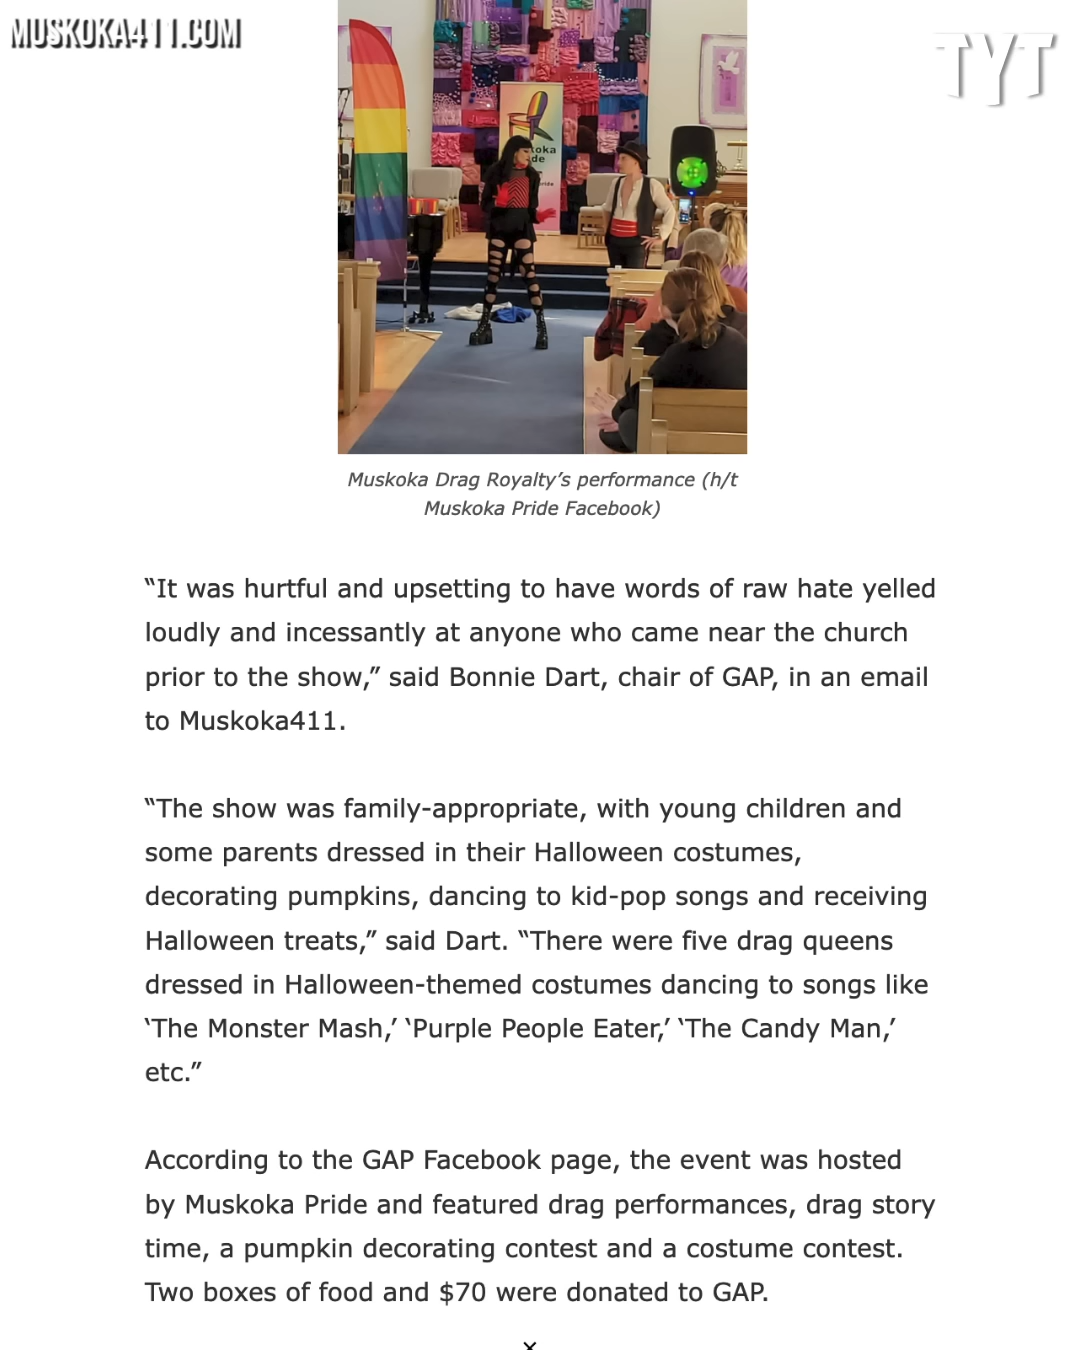 MUSKOKA411.COM
TYT
Muskoka Drag Royalty’s performance (h/t
Muskoka Pride Facebook)
“It was hurtful and upsetting to have words of raw hate yelled
loudly and incessantly at anyone who came near the church
prior to the show,” said Bonnie Dart, chair of GAP, in an email
to Muskoka411.
“The show was family-appropriate, with young children and
some parents dressed in their Halloween costumes,
decorating pumpkins, dancing to kid-pop songs and receiving
Halloween treats,” said Dart. “There were five drag queens
dressed in Halloween-themed costumes dancing to songs like
‘The Monster Mash,’ ‘Purple People Eater,’ ‘The Candy Man,’
etc.”
According to the GAP Facebook page, the event was hosted
by Muskoka Pride and featured drag performances, drag story
time, a pumpkin decorating contest and a costume contest.
Two boxes of food and $70 were donated to GAP.